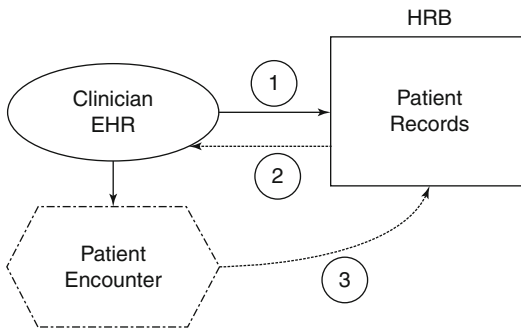 HRB
Clinician
EHR
1
Patient
Records
2
Patient
Encounter
3